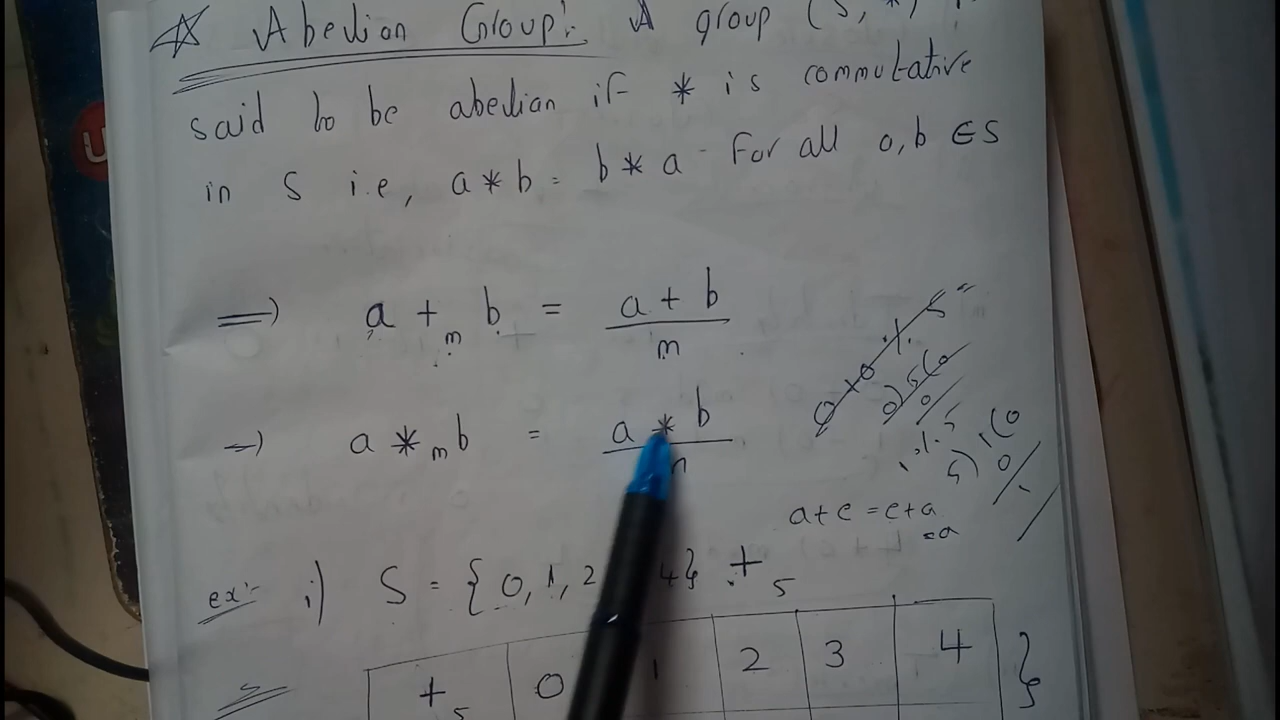 ☆ Abelian Group:- A group (S, *)
said to be abelian if * is commutative
in S i.e, a * b = b * a For all a, b ∈ S
⇒ a +ₘ b = a + b / m
→ a *ₘ b = a * b /
a + e = e + a
= a
ex:- i) S = { 0, 1, 2 4} +₅
+₅ 0 1 2 3 4 }